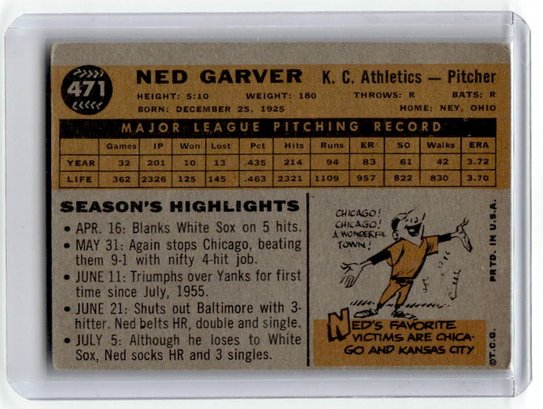 471
NED GARVER K. C. Athletics — Pitcher
HEIGHT: 5:10 WEIGHT: 180 THROWS: R BATS: R
BORN: DECEMBER 25, 1925 HOME: NEY, OHIO
MAJOR LEAGUE PITCHING RECORD
Games IP Won Lost Pct. Hits Runs ER SO Walks ERA
YEAR 32 201 10 13 .435 214 94 83 61 42 3.72
LIFE 362 2326 125 145 .463 2321 1109 957 822 830 3.70
SEASON'S HIGHLIGHTS
• APR. 16: Blanks White Sox on 5 hits.
• MAY 31: Again stops Chicago, beating
them 9-1 with nifty 4-hit job.
• JUNE 11: Triumphs over Yanks for first
time since July, 1955.
• JUNE 21: Shuts out Baltimore with 3-
hitter. Ned belts HR, double and single.
• JULY 5: Although he loses to White
Sox, Ned socks HR and 3 singles.
CHICAGO!
CHICAGO!
A WONDERFUL
TOWN!
NED'S FAVORITE
VICTIMS ARE CHICA-
GO AND KANSAS CITY
©T.C.G. PRTD. IN U.S.A.